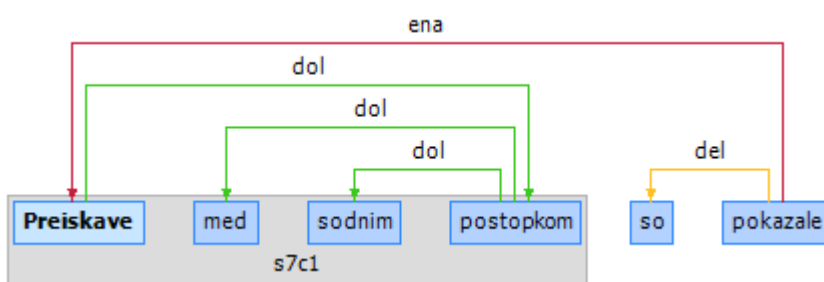 ena
dol
dol
dol del
Preiskave med sodnim postopkom so pokazale
s7c1